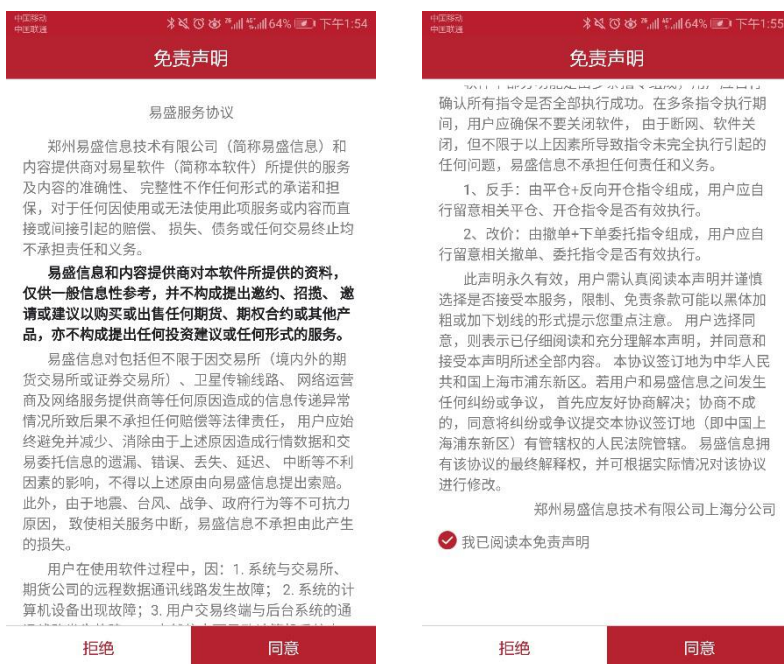 中国移动
中国联通
64% 下午1:54
免责声明
易盛服务协议
郑州易盛信息技术有限公司（简称易盛信息）和
内容提供商对易星软件（简称本软件）所提供的服务
及内容的准确性、 完整性不作任何形式的承诺和担
保，对于任何因使用或无法使用此项服务或内容而直
接或间接引起的赔偿、 损失、债务或任何交易终止均
不承担责任和义务。
易盛信息和内容提供商对本软件所提供的资料，
仅供一般信息性参考，并不构成提出邀约、招揽、 邀
请或建议以购买或出售任何期货、期权合约或其他产
品，亦不构成提出任何投资建议或任何形式的服务。
易盛信息对包括但不限于因交易所（境内外的期
货交易所或证券交易所）、卫星传输线路、 网络运营
商及网络服务提供商等任何原因造成的信息传递异常
情况所致后果不承担任何赔偿等法律责任， 用户应始
终避免并减少、消除由于上述原因造成行情数据和交
易委托信息的遗漏、错误、丢失、延迟、 中断等不利
因素的影响，不得以上述原由向易盛信息提出索赔。
此外，由于地震、台风、战争、政府行为等不可抗力
原因， 致使相关服务中断，易盛信息不承担由此产生
的损失。
用户在使用软件过程中，因：1. 系统与交易所、
期货公司的远程数据通讯线路发生故障； 2. 系统的计
算机设备出现故障；3. 用户交易终端与后台系统的通
拒绝
同意
中国移动
中国联通
64% 下午1:55
免责声明
确认所有指令是否全部执行成功。在多条指令执行期
间，用户应确保不要关闭软件， 由于断网、软件关
闭，但不限于以上因素所导致指令未完全执行引起的
任何问题，易盛信息不承担任何责任和义务。
1、反手：由平仓+反向开仓指令组成，用户应自
行留意相关平仓、开仓指令是否有效执行。
2、改价：由撤单+下单委托指令组成，用户应自
行留意相关撤单、委托指令是否有效执行。
此声明永久有效，用户需认真阅读本声明并谨慎
选择是否接受本服务，限制、免责条款可能以黑体加
粗或加下划线的形式提示您重点注意。 用户选择同
意，则表示已仔细阅读和充分理解本声明，并同意和
接受本声明所述全部内容。 本协议签订地为中华人民
共和国上海市浦东新区。若用户和易盛信息之间发生
任何纠纷或争议， 首先应友好协商解决；协商不成
的，同意将纠纷或争议提交本协议签订地（即中国上
海浦东新区）有管辖权的人民法院管辖。 易盛信息拥
有该协议的最终解释权，并可根据实际情况对该协议
进行修改。
郑州易盛信息技术有限公司上海分公司
我已阅读本免责声明
拒绝
同意